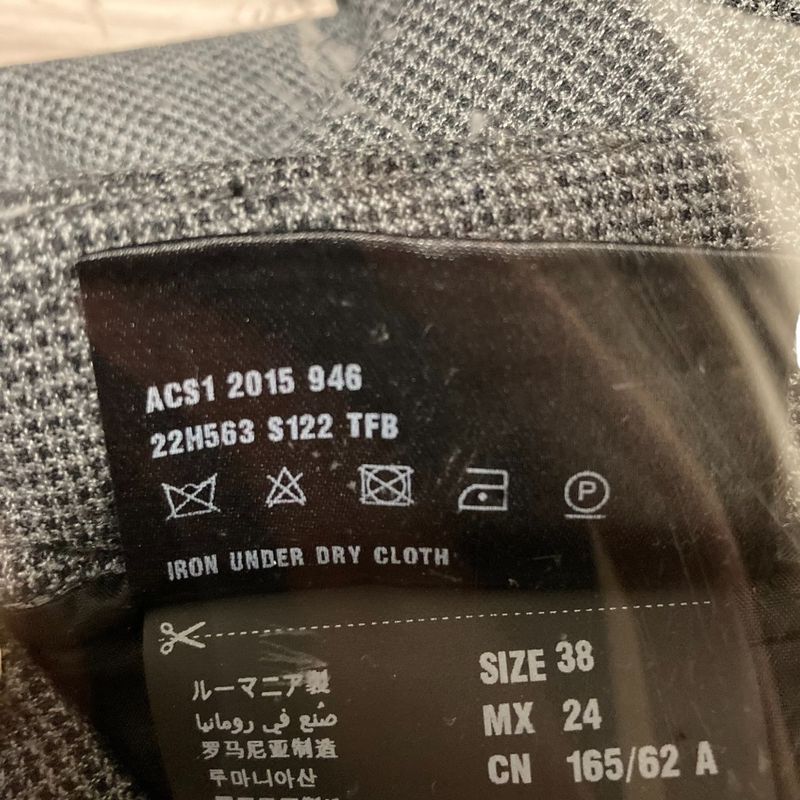 ACS1 2015 946
22H563 S122 TFB
P
IRON UNDER DRY CLOTH
SIZE 38
MX 24
CN 165/62 A
ルーマニア製
صُنع في رومانيا
罗马尼亚制造
루마니아산